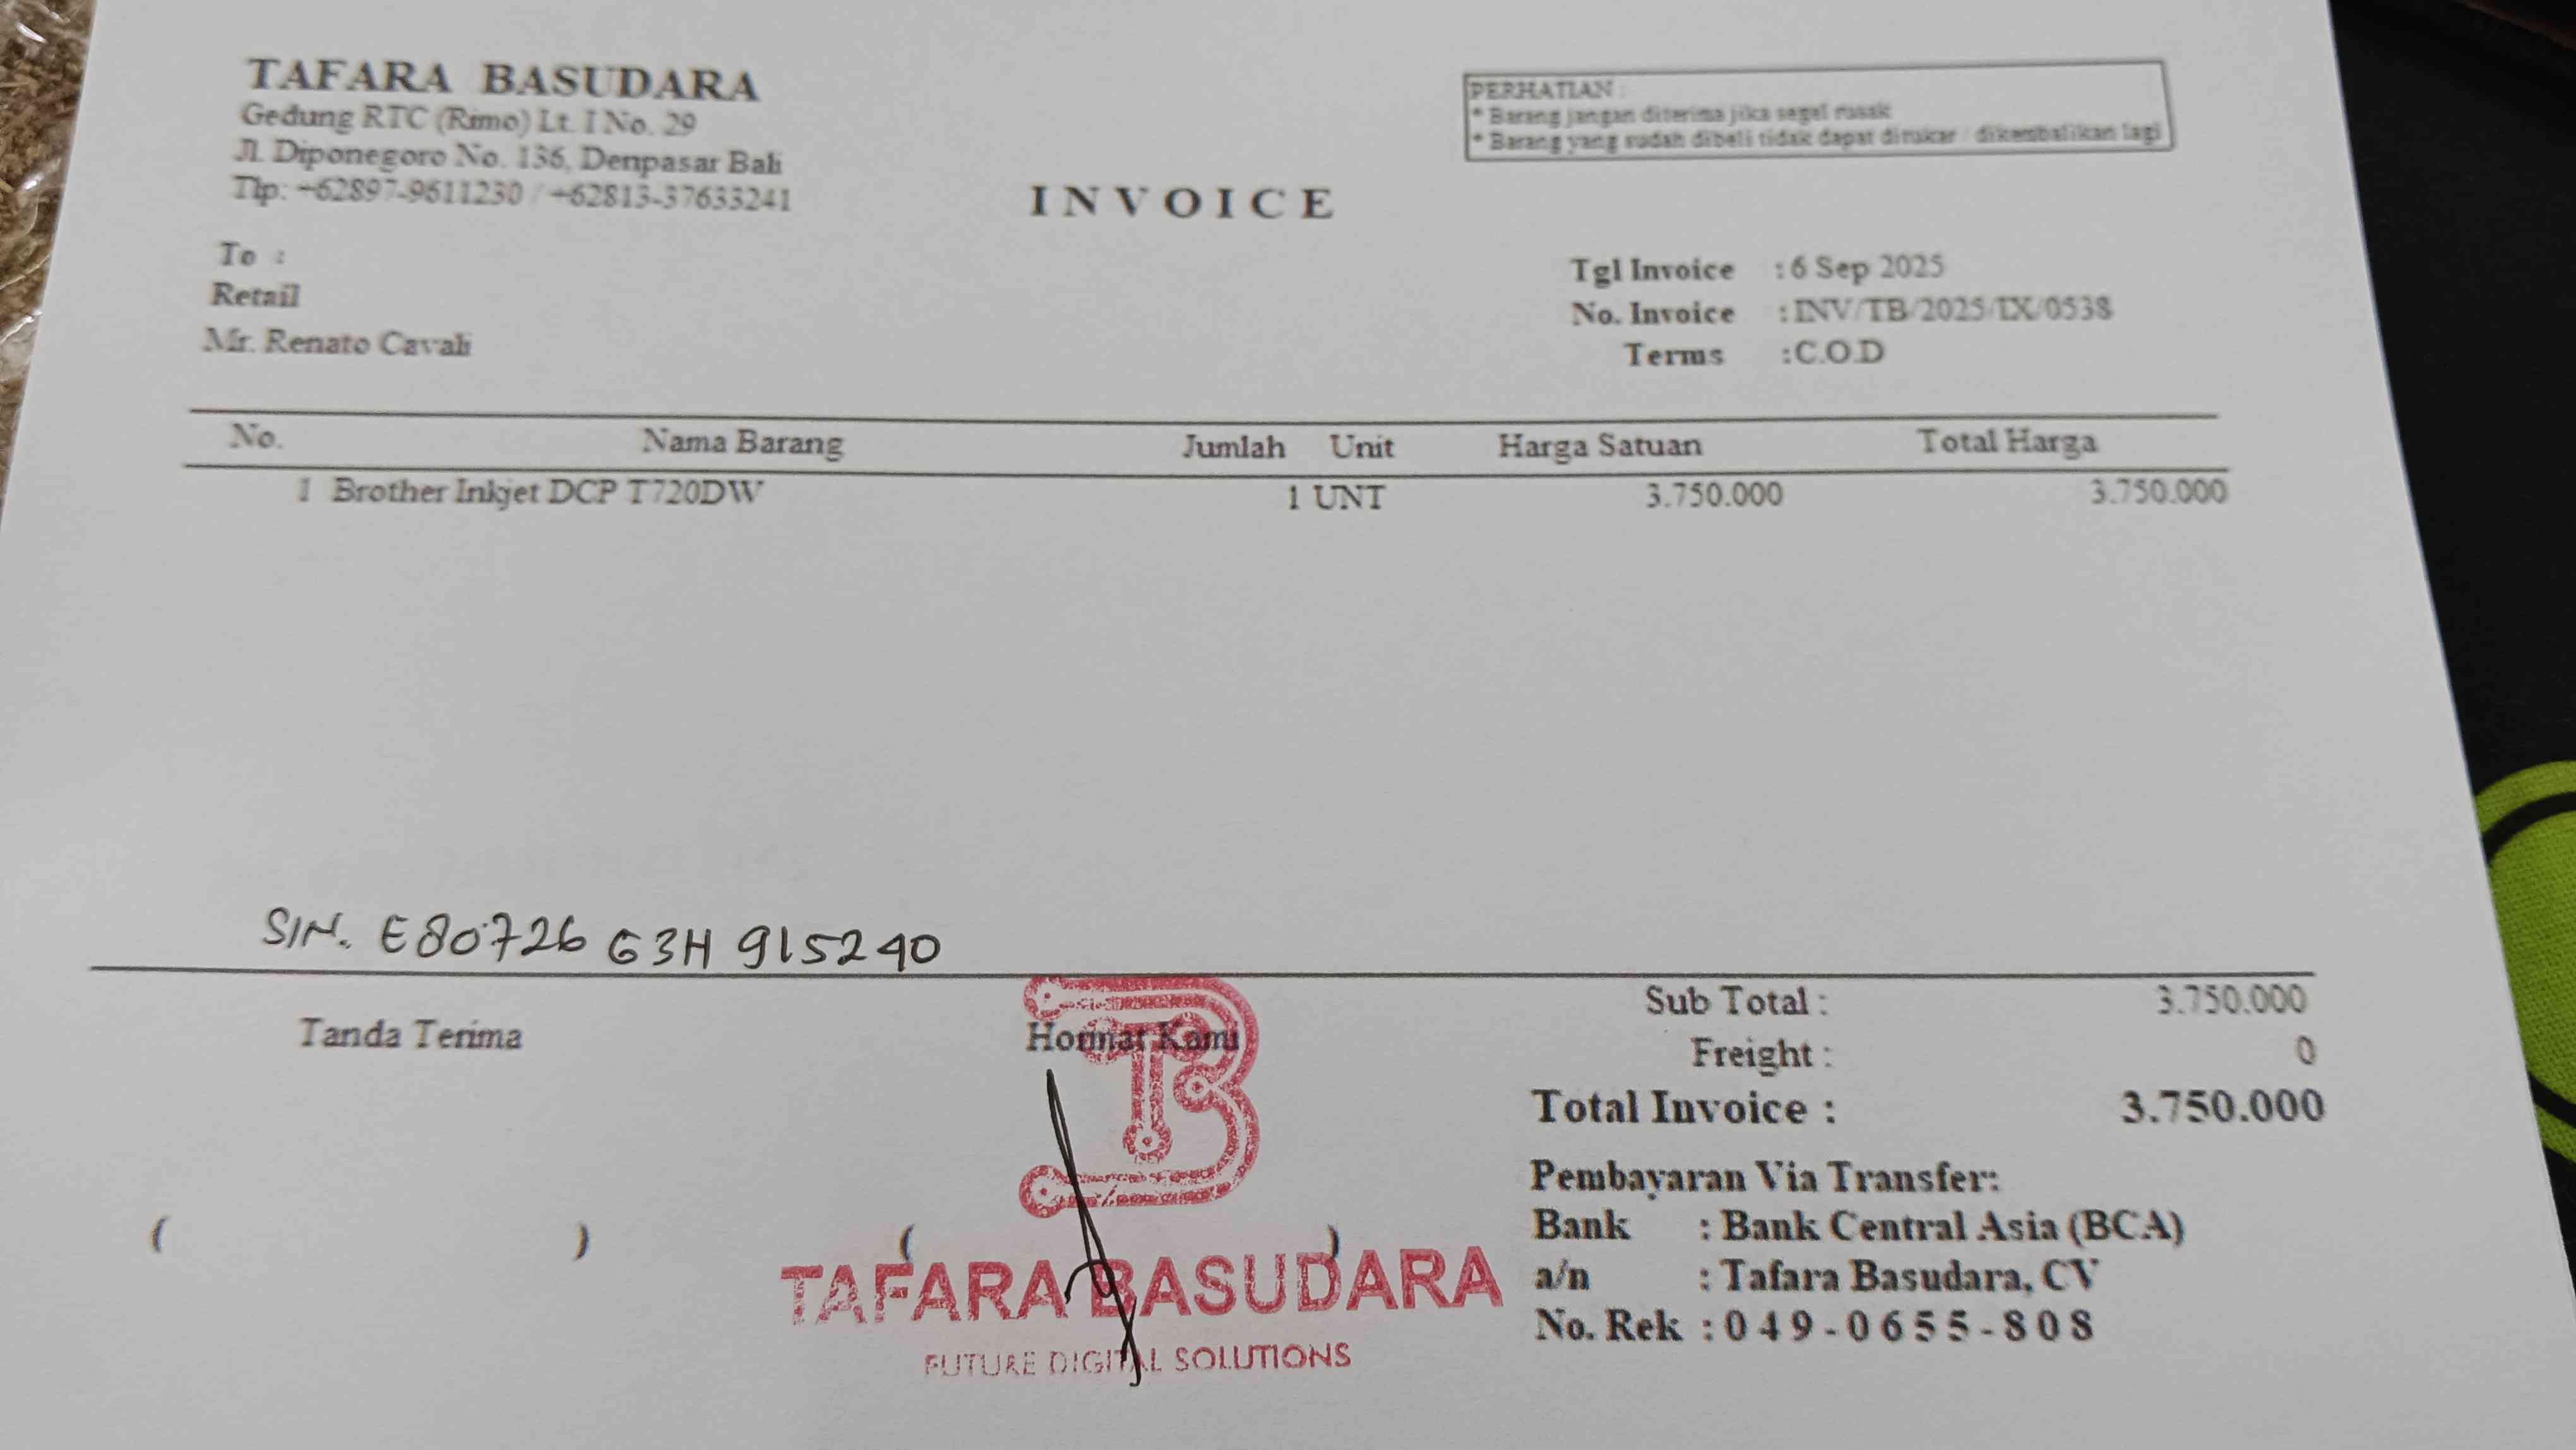 TAFARA BASUDARA
Gedung RTC (Rimo) Lt. I No. 29
Jl. Diponegoro No. 136, Denpasar Bali
Tlp: +62897-9611230 / +62813-37633241
PERHATIAN :
* Barang jangan diterima jika segel rusak
* Barang yang sudah dibeli tidak dapat dirukar / dikembalikan lagi
INVOICE
To :
Retail
Mr. Renato Cavali
Tgl Invoice : 6 Sep 2025
No. Invoice : INV/TB/2025/IX/0538
Terms : C.O.D
No. Nama Barang Jumlah Unit Harga Satuan Total Harga
1 Brother Inkjet DCP T720DW 1 UNT 3.750.000 3.750.000
S/N. E80726 G3H 915240
Tanda Terima
Hormat Kami
( )
( )
TB
TAFARA BASUDARA
FUTURE DIGITAL SOLUTIONS
Sub Total : 3.750.000
Freight : 0
Total Invoice : 3.750.000
Pembayaran Via Transfer:
Bank : Bank Central Asia (BCA)
a/n : Tafara Basudara, CV
No. Rek : 049-0655-808